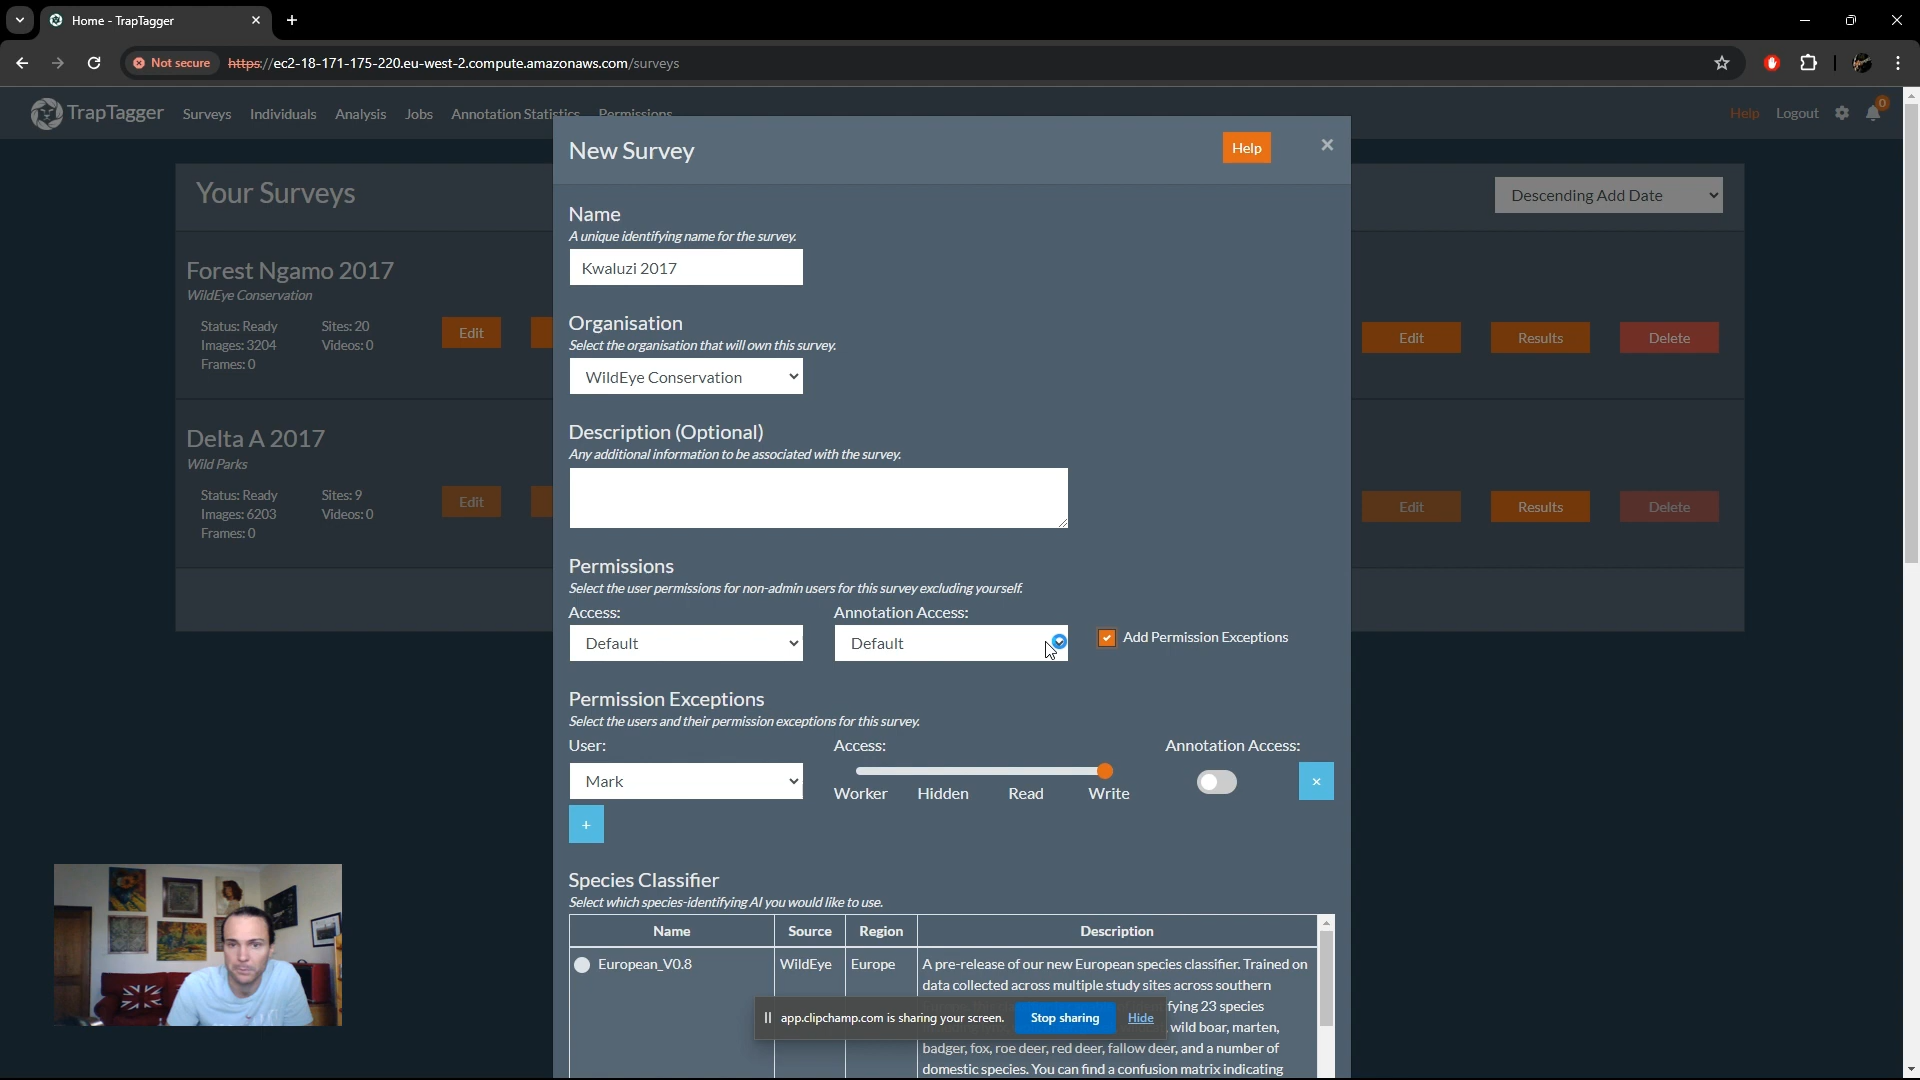 Home - TrapTagger
Not secure
https://ec2-18-171-175-220.eu-west-2.compute.amazonaws.com/surveys
TrapTagger
Surveys
Individuals
Analysis
Jobs
Annotation Statistics
Permissions
Help
Logout
0
Your Surveys
Descending Add Date
Forest Ngamo 2017
WildEye Conservation
Status: Ready
Sites: 20
Images: 3204
Videos: 0
Frames: 0
Edit
Edit
Results
Delete
Delta A 2017
Wild Parks
Status: Ready
Sites: 9
Images: 6203
Videos: 0
Frames: 0
Edit
Edit
Results
Delete
New Survey
Help
×
Name
A unique identifying name for the survey.
Kwaluzi 2017
Organisation
Select the organisation that will own this survey.
WildEye Conservation
Description (Optional)
Any additional information to be associated with the survey.
Permissions
Select the user permissions for non-admin users for this survey excluding yourself.
Access:
Annotation Access:
Default
Default
Add Permission Exceptions
Permission Exceptions
Select the users and their permission exceptions for this survey.
User:
Access:
Annotation Access:
Mark
Worker
Hidden
Read
Write
×
+
Species Classifier
Select which species-identifying AI you would like to use.
Name
Source
Region
Description
European_V0.8
WildEye
Europe
A pre-release of our new European species classifier. Trained on
data collected across multiple study sites across southern
fying 23 species
wild boar, marten,
badger, fox, roe deer, red deer, fallow deer, and a number of
domestic species. You can find a confusion matrix indicating
app.clipchamp.com is sharing your screen.
Stop sharing
Hide